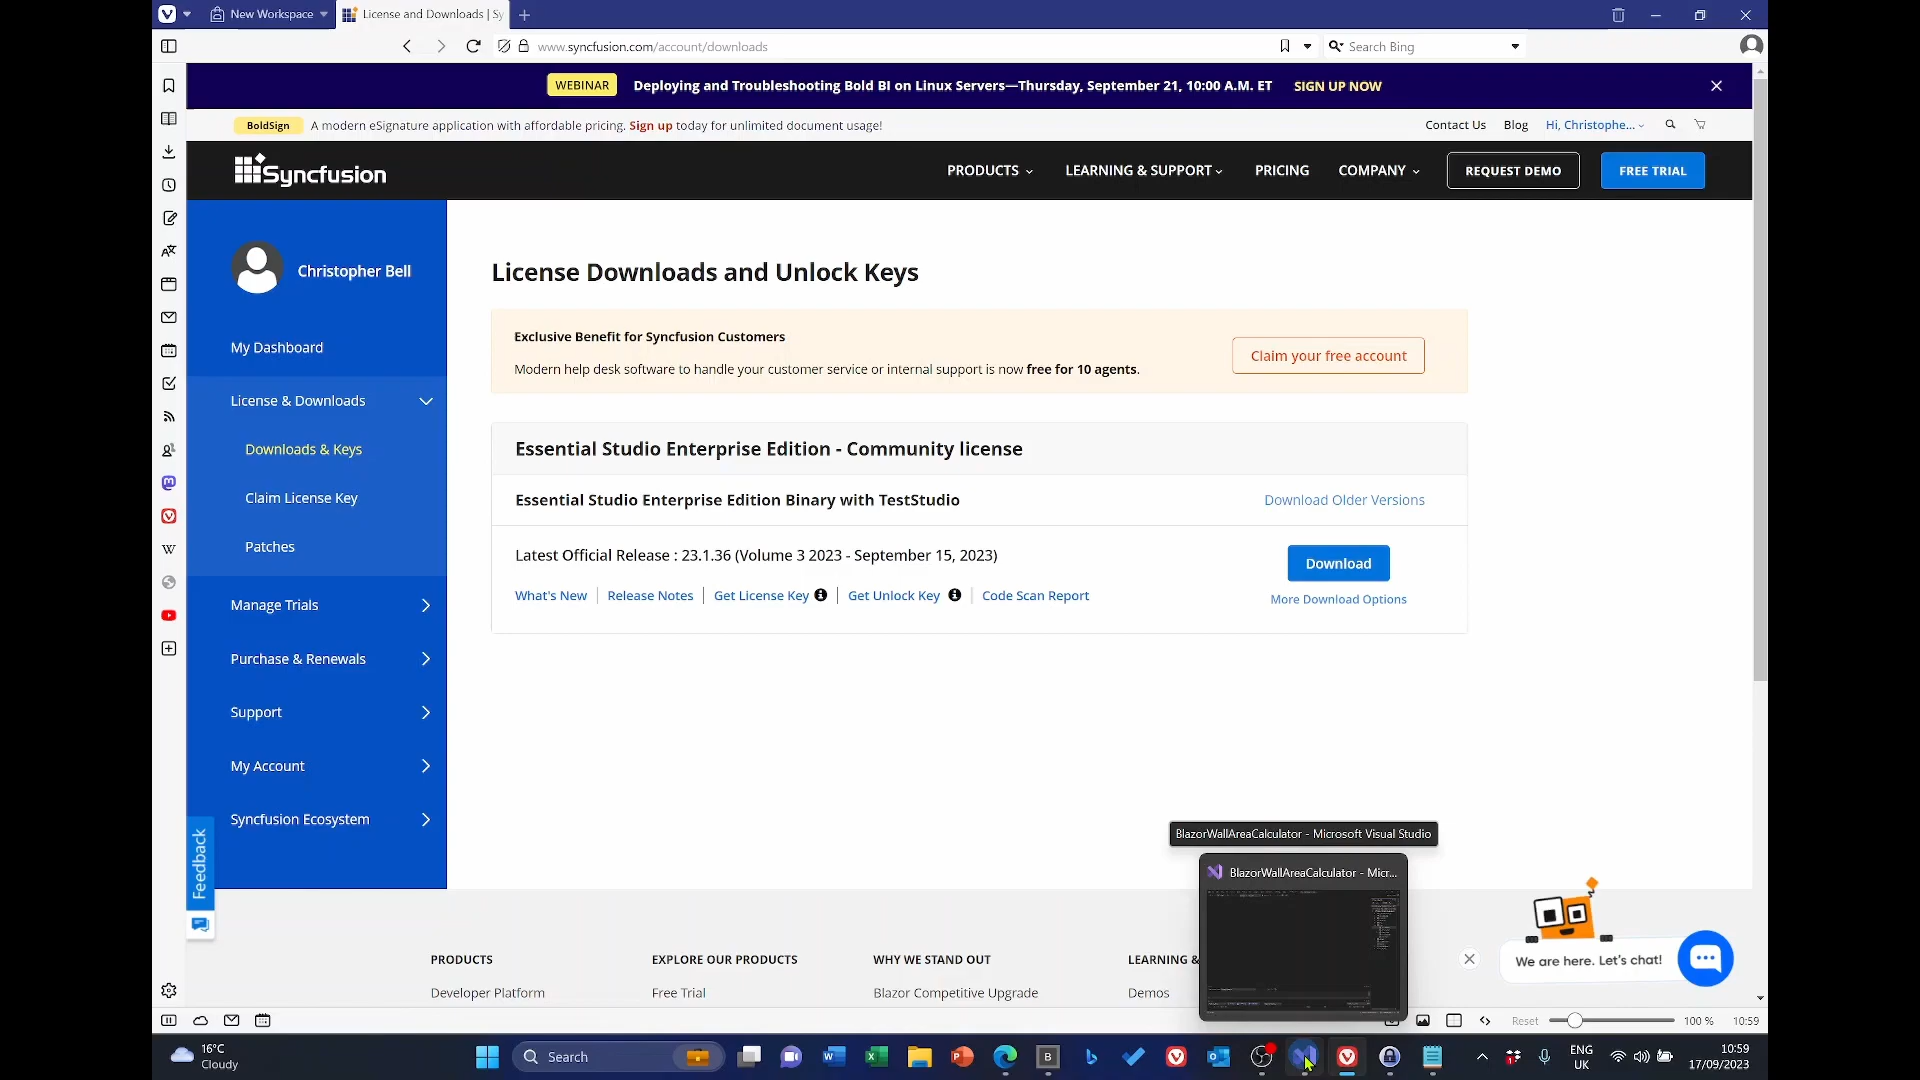 New Workspace
License and Downloads | Sy
www.syncfusion.com/account/downloads
Search Bing
WEBINAR Deploying and Troubleshooting Bold BI on Linux Servers—Thursday, September 21, 10:00 A.M. ET SIGN UP NOW
BoldSign A modern eSignature application with affordable pricing. Sign up today for unlimited document usage!
Contact Us Blog Hi, Christophe...
Syncfusion
PRODUCTS LEARNING & SUPPORT PRICING COMPANY REQUEST DEMO FREE TRIAL
Christopher Bell
My Dashboard
License & Downloads
Downloads & Keys
Claim License Key
Patches
Manage Trials
Purchase & Renewals
Support
My Account
Syncfusion Ecosystem
Feedback
License Downloads and Unlock Keys
Exclusive Benefit for Syncfusion Customers
Modern help desk software to handle your customer service or internal support is now free for 10 agents.
Claim your free account
Essential Studio Enterprise Edition - Community license
Essential Studio Enterprise Edition Binary with TestStudio
Download Older Versions
Latest Official Release : 23.1.36 (Volume 3 2023 - September 15, 2023)
Download
What's New Release Notes Get License Key Get Unlock Key Code Scan Report
More Download Options
BlazorWallAreaCalculator - Microsoft Visual Studio
BlazorWallAreaCalculator - Micr...
We are here. Let's chat!
PRODUCTS EXPLORE OUR PRODUCTS WHY WE STAND OUT LEARNING &
Developer Platform Free Trial Blazor Competitive Upgrade Demos
Reset 100 % 10:59
16°C
Cloudy
Search
ENG
UK
10:59
17/09/2023